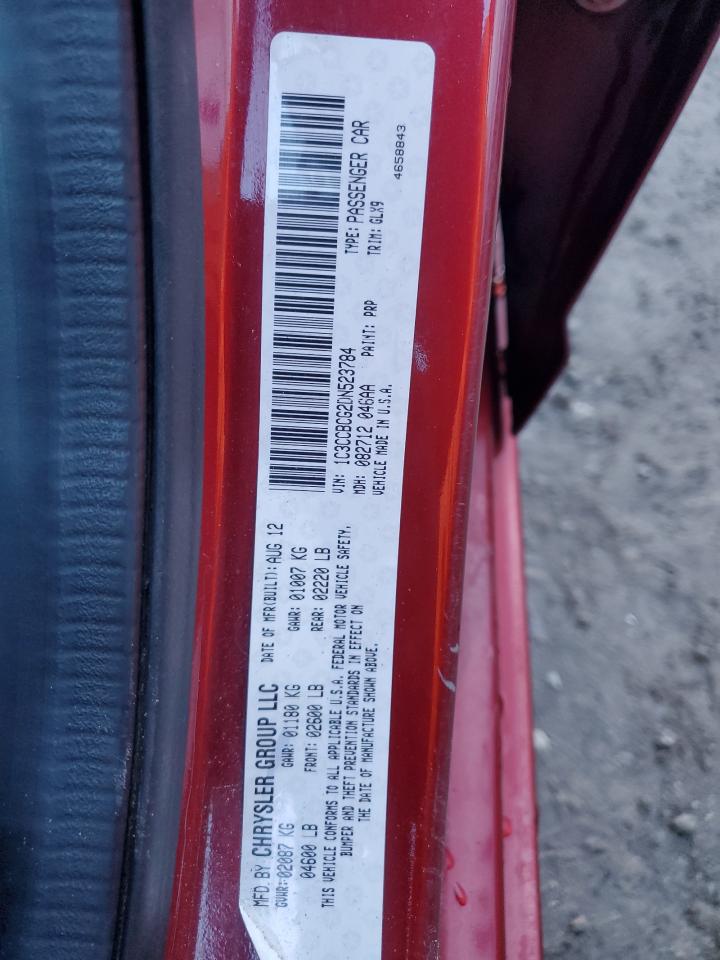 MFD. BY CHRYSLER GROUP LLC DATE OF MFR(BUILT): AUG 12
GVWR: 02087 KG GAWR: 01180 KG GAWR: 01007 KG
04600 LB FRONT: 02600 LB REAR: 02220 LB
THIS VEHICLE CONFORMS TO ALL APPLICABLE U.S.A. FEDERAL MOTOR VEHICLE SAFETY,
BUMPER AND THEFT PREVENTION STANDARDS IN EFFECT ON
THE DATE OF MANUFACTURE SHOWN ABOVE.
VIN: 1C3CCBCG2DN523784 TYPE: PASSENGER CAR
MDH: 082712 046AA PAINT: PRP TRIM: GLX9
VEHICLE MADE IN U.S.A.
4658843